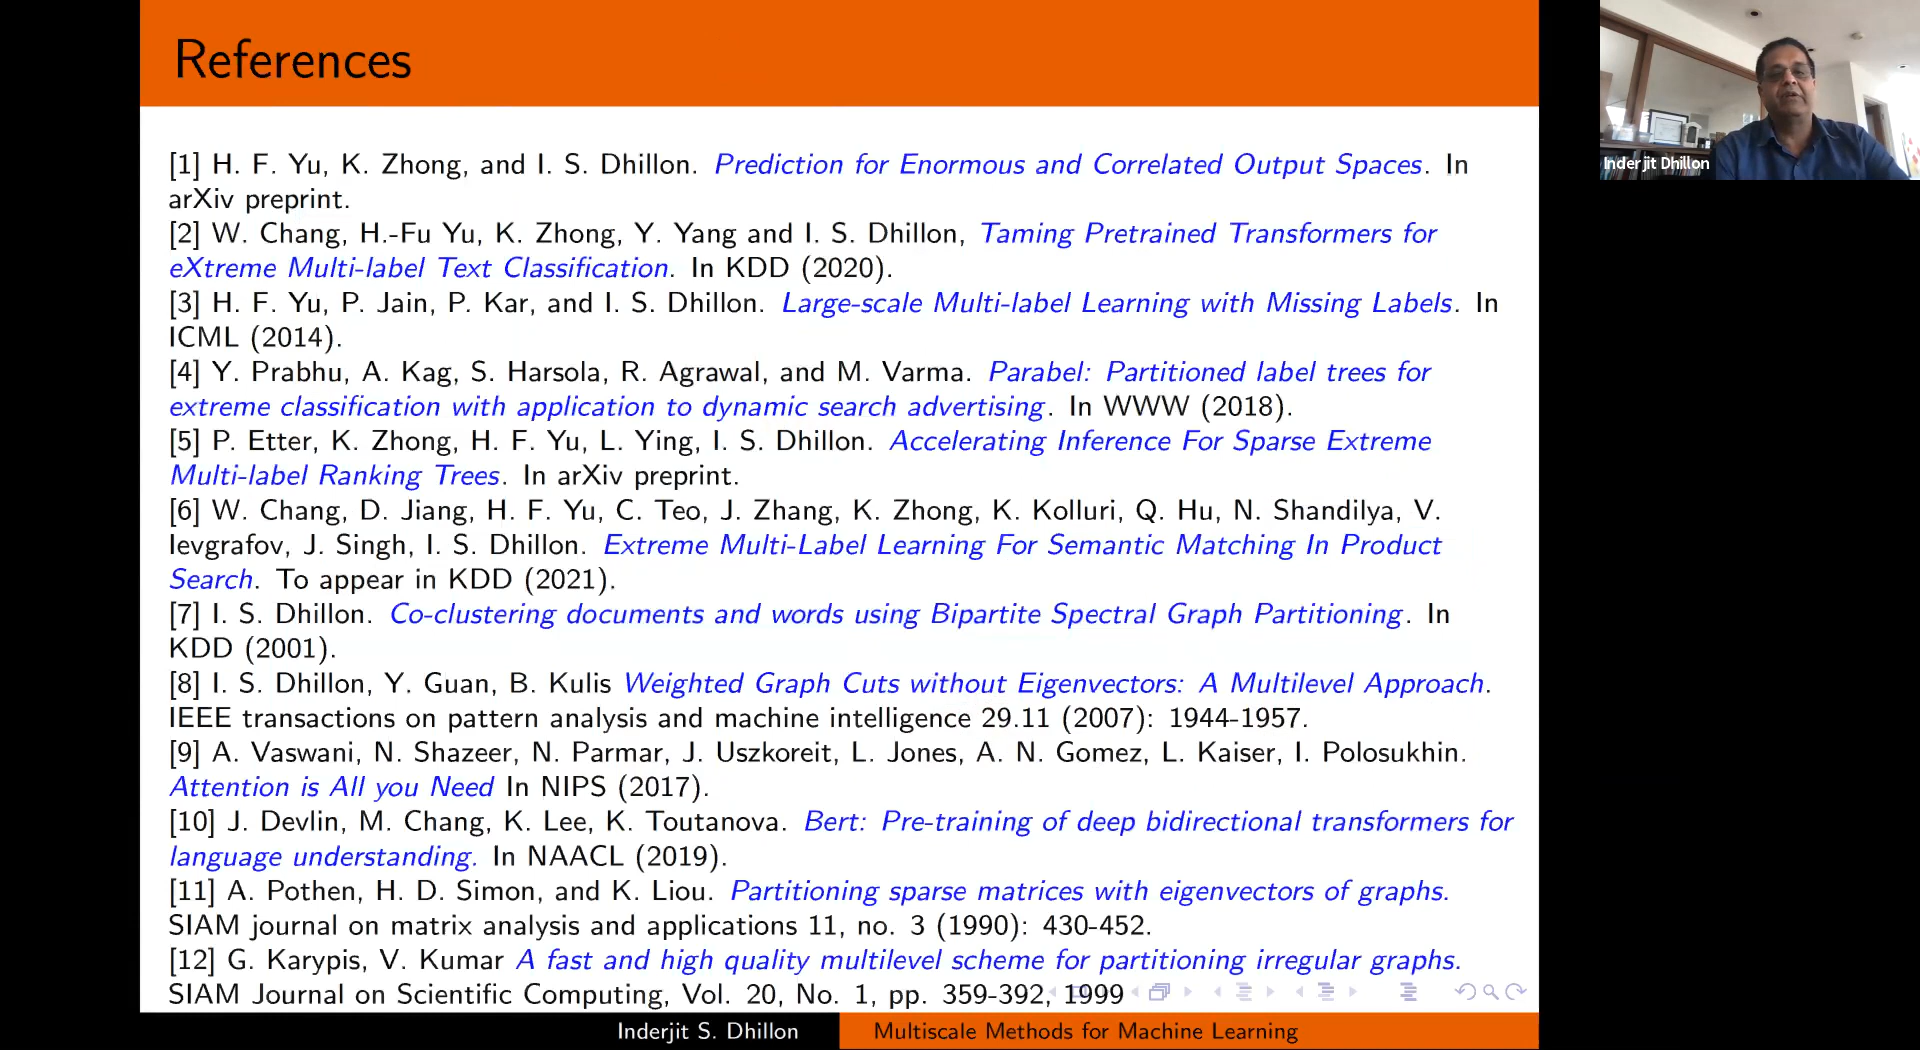 References
[1] H. F. Yu, K. Zhong, and I. S. Dhillon. Prediction for Enormous and Correlated Output Spaces. In
arXiv preprint.
[2] W. Chang, H.-Fu Yu, K. Zhong, Y. Yang and I. S. Dhillon, Taming Pretrained Transformers for
eXtreme Multi-label Text Classification. In KDD (2020).
[3] H. F. Yu, P. Jain, P. Kar, and I. S. Dhillon. Large-scale Multi-label Learning with Missing Labels. In
ICML (2014).
[4] Y. Prabhu, A. Kag, S. Harsola, R. Agrawal, and M. Varma. Parabel: Partitioned label trees for
extreme classification with application to dynamic search advertising. In WWW (2018).
[5] P. Etter, K. Zhong, H. F. Yu, L. Ying, I. S. Dhillon. Accelerating Inference For Sparse Extreme
Multi-label Ranking Trees. In arXiv preprint.
[6] W. Chang, D. Jiang, H. F. Yu, C. Teo, J. Zhang, K. Zhong, K. Kolluri, Q. Hu, N. Shandilya, V.
Ievgrafov, J. Singh, I. S. Dhillon. Extreme Multi-Label Learning For Semantic Matching In Product
Search. To appear in KDD (2021).
[7] I. S. Dhillon. Co-clustering documents and words using Bipartite Spectral Graph Partitioning. In
KDD (2001).
[8] I. S. Dhillon, Y. Guan, B. Kulis Weighted Graph Cuts without Eigenvectors: A Multilevel Approach.
IEEE transactions on pattern analysis and machine intelligence 29.11 (2007): 1944-1957.
[9] A. Vaswani, N. Shazeer, N. Parmar, J. Uszkoreit, L. Jones, A. N. Gomez, L. Kaiser, I. Polosukhin.
Attention is All you Need In NIPS (2017).
[10] J. Devlin, M. Chang, K. Lee, K. Toutanova. Bert: Pre-training of deep bidirectional transformers for
language understanding. In NAACL (2019).
[11] A. Pothen, H. D. Simon, and K. Liou. Partitioning sparse matrices with eigenvectors of graphs.
SIAM journal on matrix analysis and applications 11, no. 3 (1990): 430-452.
[12] G. Karypis, V. Kumar A fast and high quality multilevel scheme for partitioning irregular graphs.
SIAM Journal on Scientific Computing, Vol. 20, No. 1, pp. 359-392, 1999
Inderjit S. Dhillon
Multiscale Methods for Machine Learning
Inderjit Dhillon